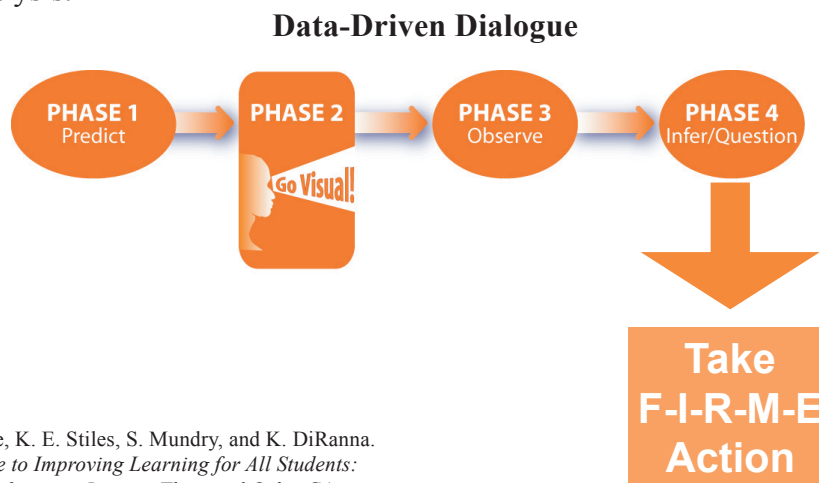 Data-Driven Dialogue
PHASE 1
Predict
PHASE 2
Go Visual!
PHASE 3
Observe
PHASE 4
Infer/Question
Take
F-I-R-M-E
Action
K. E. Stiles, S. Mundry, and K. DiRanna.
to Improving Learning for All Students: